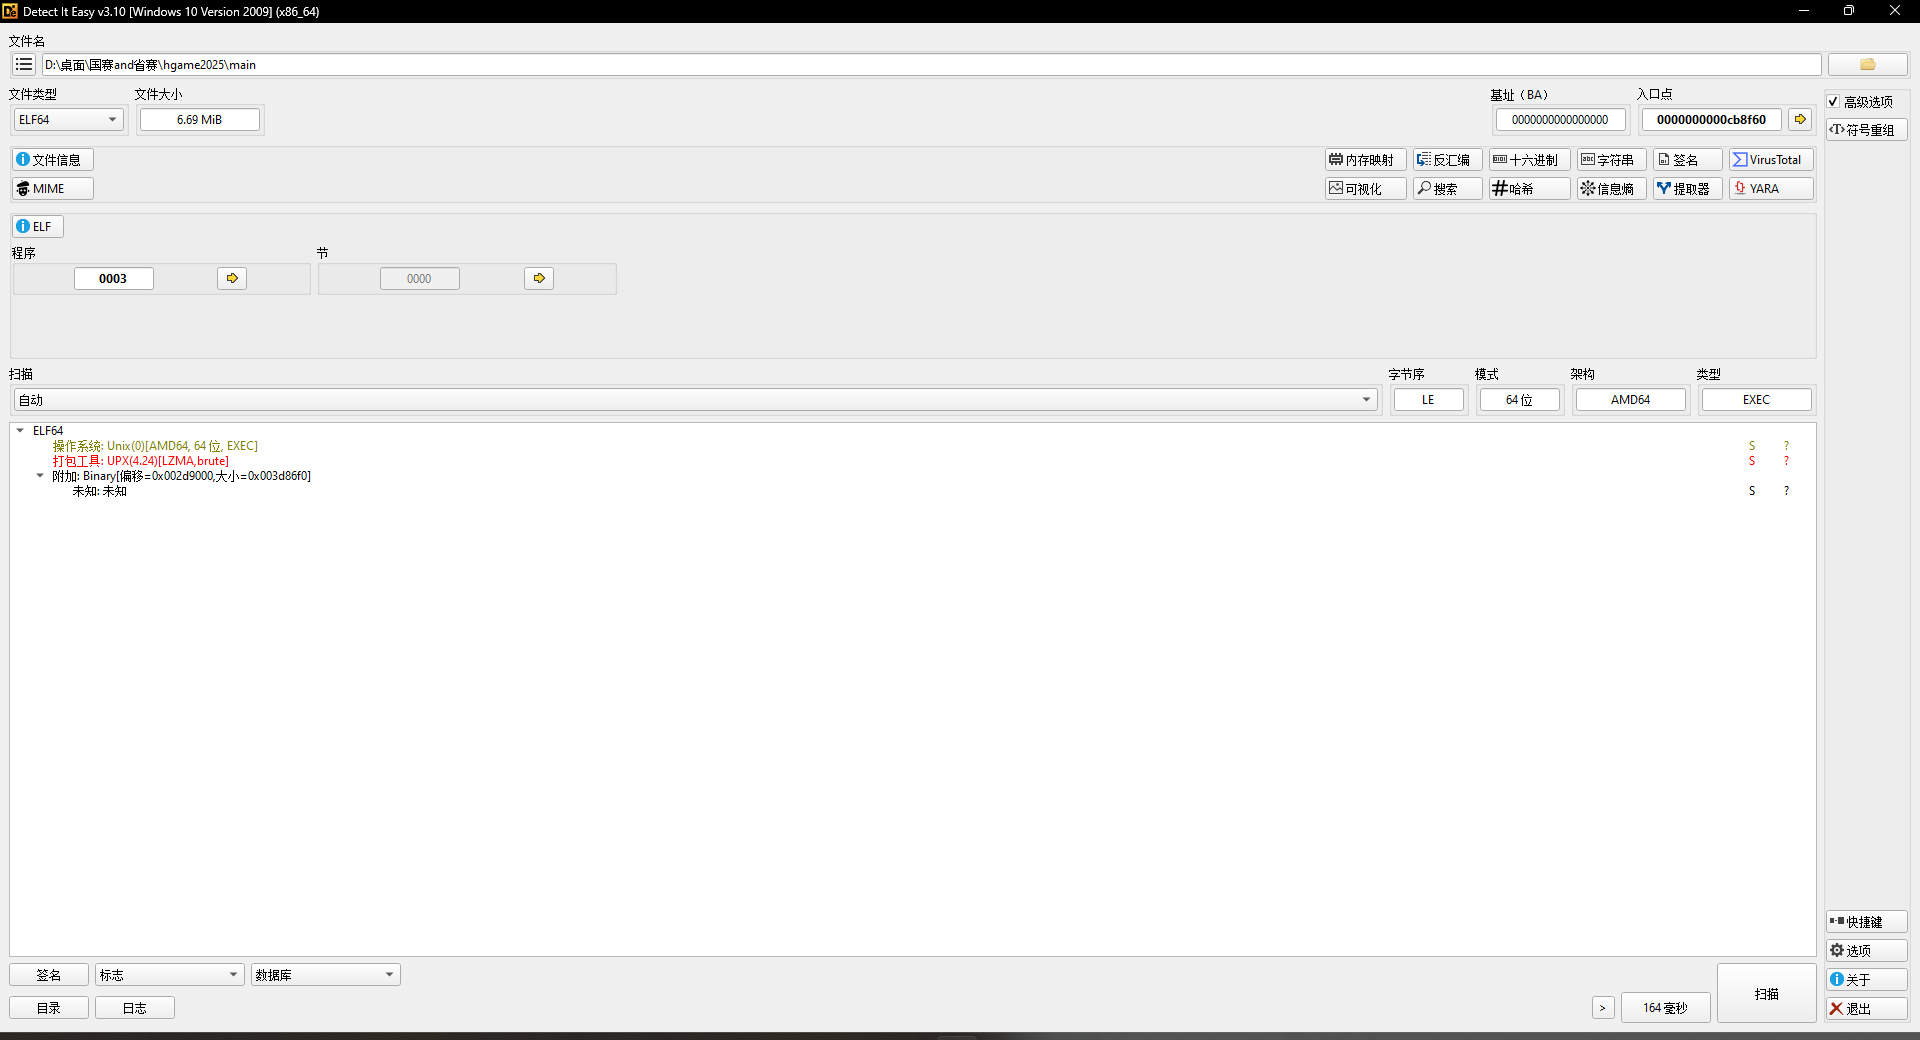 Detect It Easy v3.10 [Windows 10 Version 2009] (x86_64)
文件名
D:\桌面\国赛and省赛\hgame2025\main
文件类型 文件大小 基址（BA） 入口点
ELF64 6.69 MiB 0000000000000000 0000000000cb8f60
高级选项
符号重组
文件信息 内存映射 反汇编 十六进制 字符串 签名 VirusTotal
MIME 可视化 搜索 哈希 信息熵 提取器 YARA
ELF
程序 节
0003 0000
扫描 字节序 模式 架构 类型
自动 LE 64 位 AMD64 EXEC
ELF64
操作系统: Unix(0)[AMD64, 64 位, EXEC] S ?
打包工具: UPX(4.24)[LZMA,brute] S ?
附加: Binary[偏移=0x002d9000,大小=0x003d86f0]
未知: 未知 S ?
快捷键
选项
关于
退出
签名 标志 数据库
目录 日志 > 164 毫秒 扫描